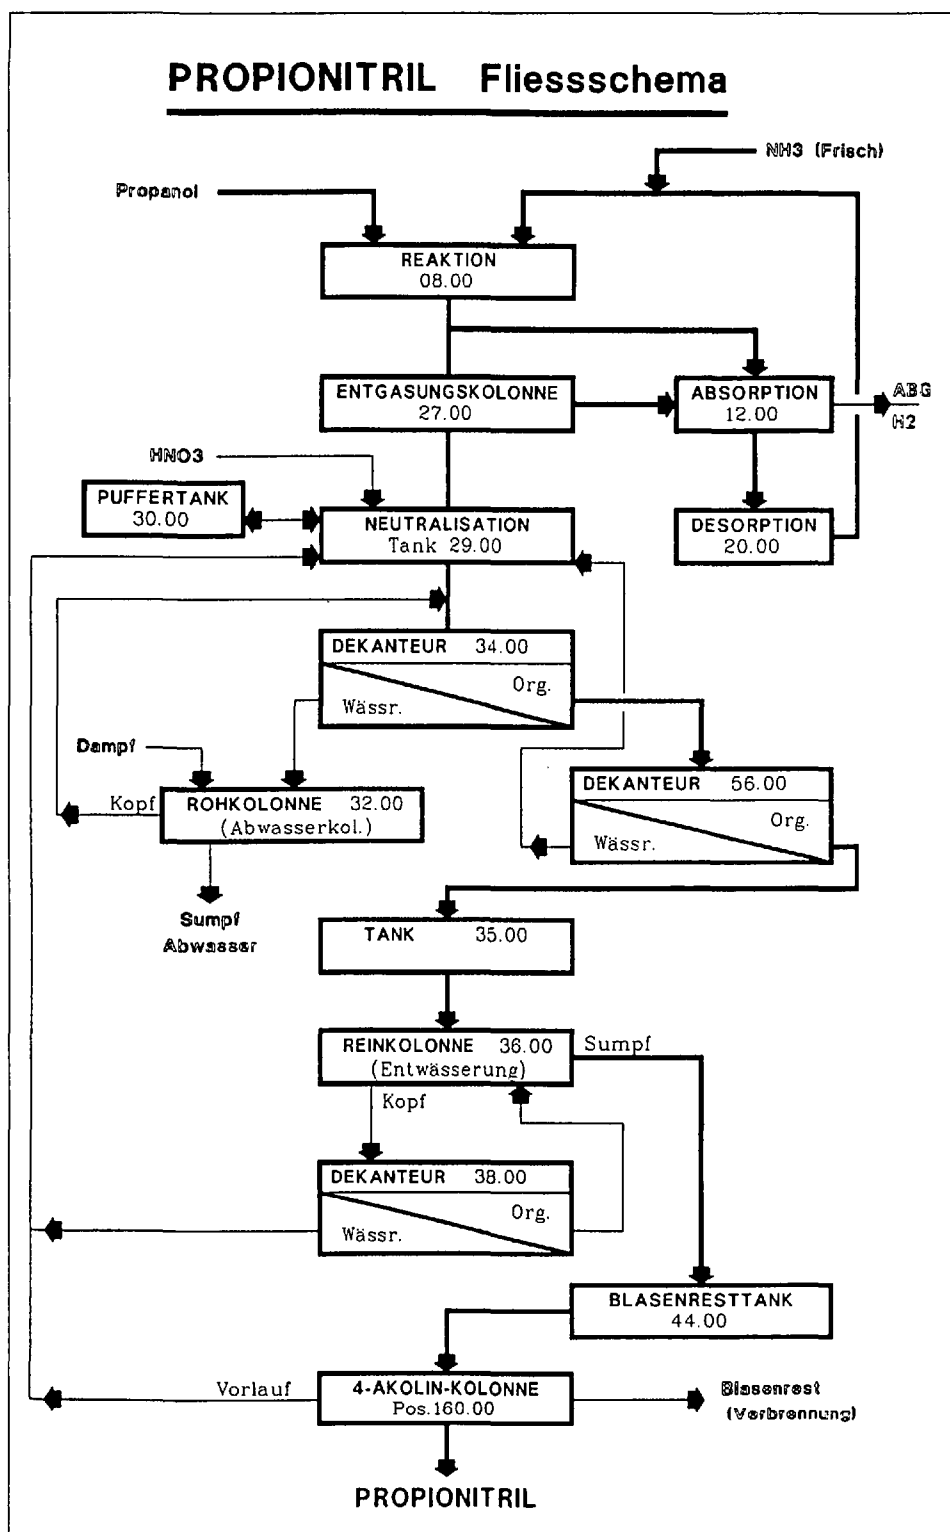 PROPIONITRIL Fliessschema
NH3 (Frisch)
Propanol
REAKTION
08.00
ENTGASUNGSKOLONNE
27.00
ABSORPTION
12.00
ABG
H2
HNO3
PUFFERTANK
30.00
NEUTRALISATION
Tank 29.00
DESORPTION
20.00
DEKANTEUR 34.00
Org.
Wässr.
Dampf
Kopf
ROHKOLONNE 32.00
(Abwasserkol.)
DEKANTEUR 56.00
Org.
Wässr.
Sumpf
Abwasser
TANK 35.00
REINKOLONNE 36.00
(Entwässerung)
Sumpf
Kopf
DEKANTEUR 38.00
Org.
Wässr.
BLASENRESTTANK
44.00
Vorlauf
4-AKOLIN-KOLONNE
Pos.160.00
Blasenrest
(Verbrennung)
PROPIONITRIL